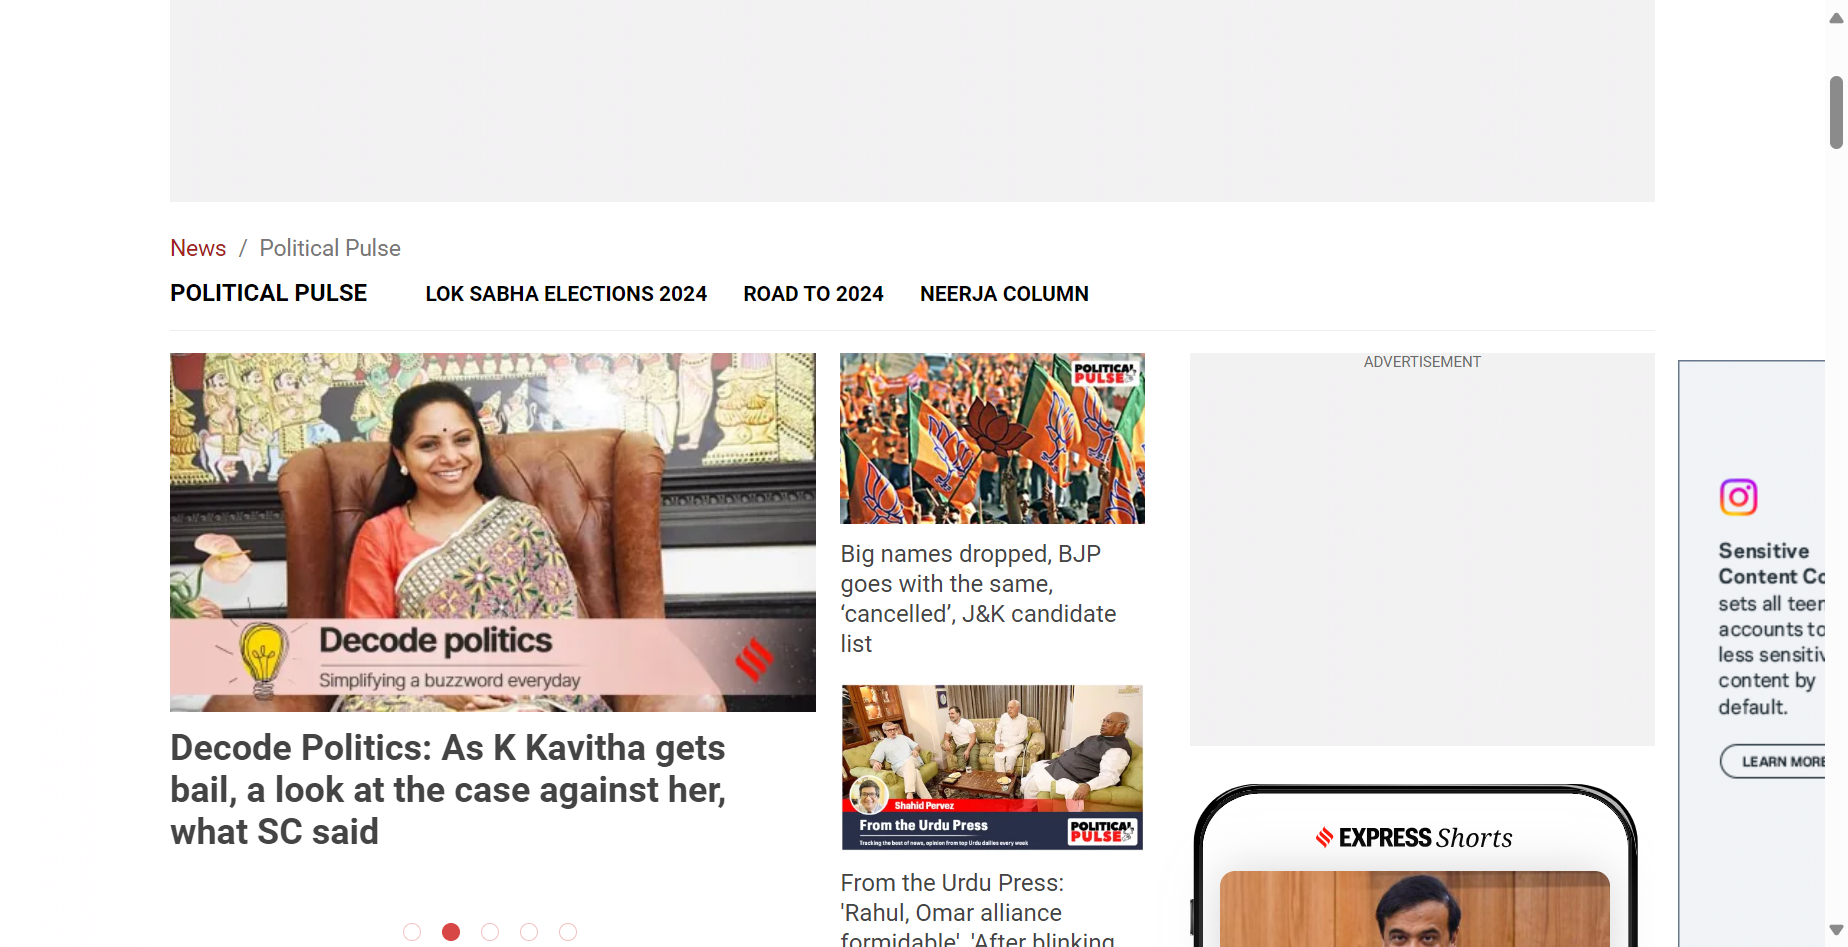 News / Political Pulse
POLITICAL PULSE
LOK SABHA ELECTIONS 2024
ROAD TO 2024
NEERJA COLUMN
Decode politics
Simplifying a buzzword everyday
Decode Politics: As K Kavitha gets
bail, a look at the case against her,
what SC said
POLITICAL
PULSE
Big names dropped, BJP
goes with the same,
‘cancelled’, J&K candidate
list
Shahid Pervez
From the Urdu Press
Tracking the best of news, opinion from top Urdu dailies every week
POLITICAL
PULSE
From the Urdu Press:
'Rahul, Omar alliance
formidable', 'After blinking
ADVERTISEMENT
EXPRESS Shorts
Sensitive
Content Co
sets all teen
accounts to
less sensitiv
content by
default.
LEARN MORE